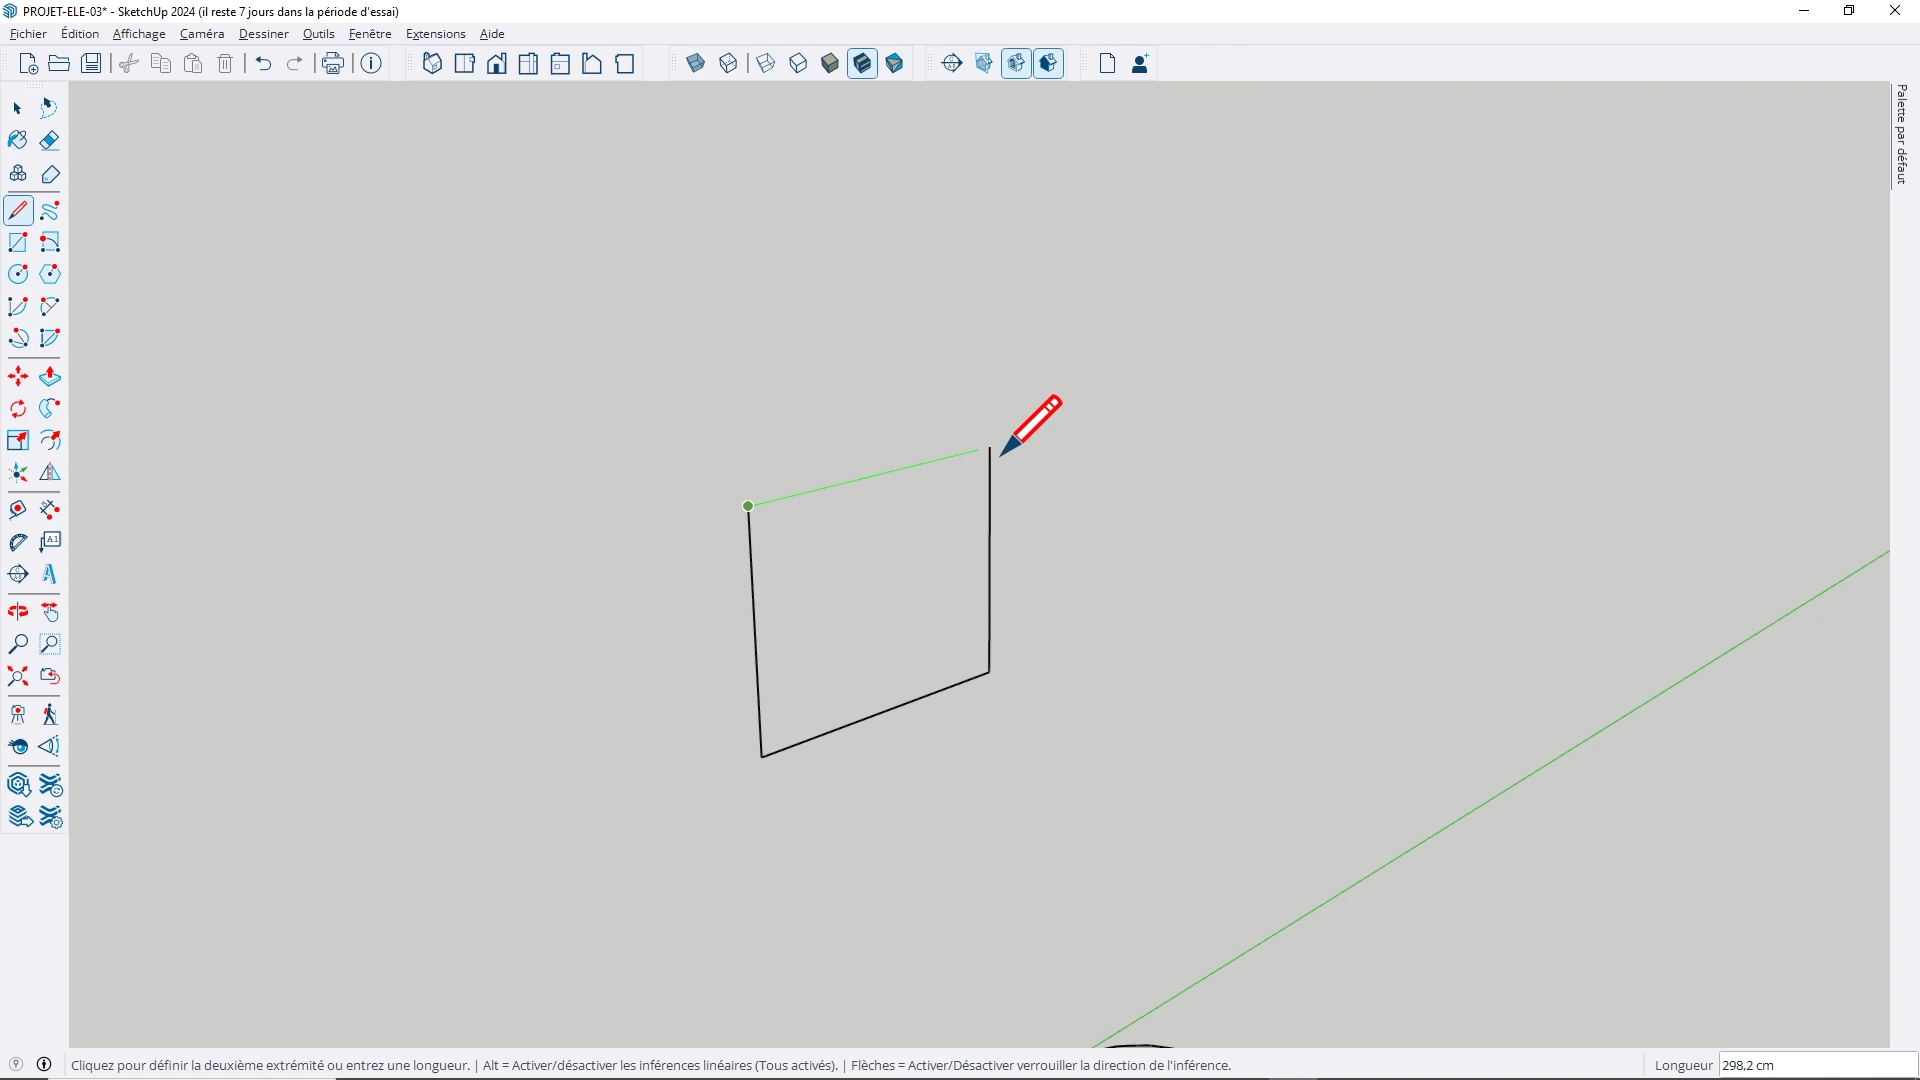 PROJET-ELE-03* - SketchUp 2024 (il reste 7 jours dans la période d'essai)
Fichier Édition Affichage Caméra Dessiner Outils Fenêtre Extensions Aide
Palette par défaut
A1
Cliquez pour définir la deuxième extrémité ou entrez une longueur. | Alt = Activer/désactiver les inférences linéaires (Tous activés). | Flèches = Activer/Désactiver verrouiller la direction de l'inférence.
Longueur 298,2 cm